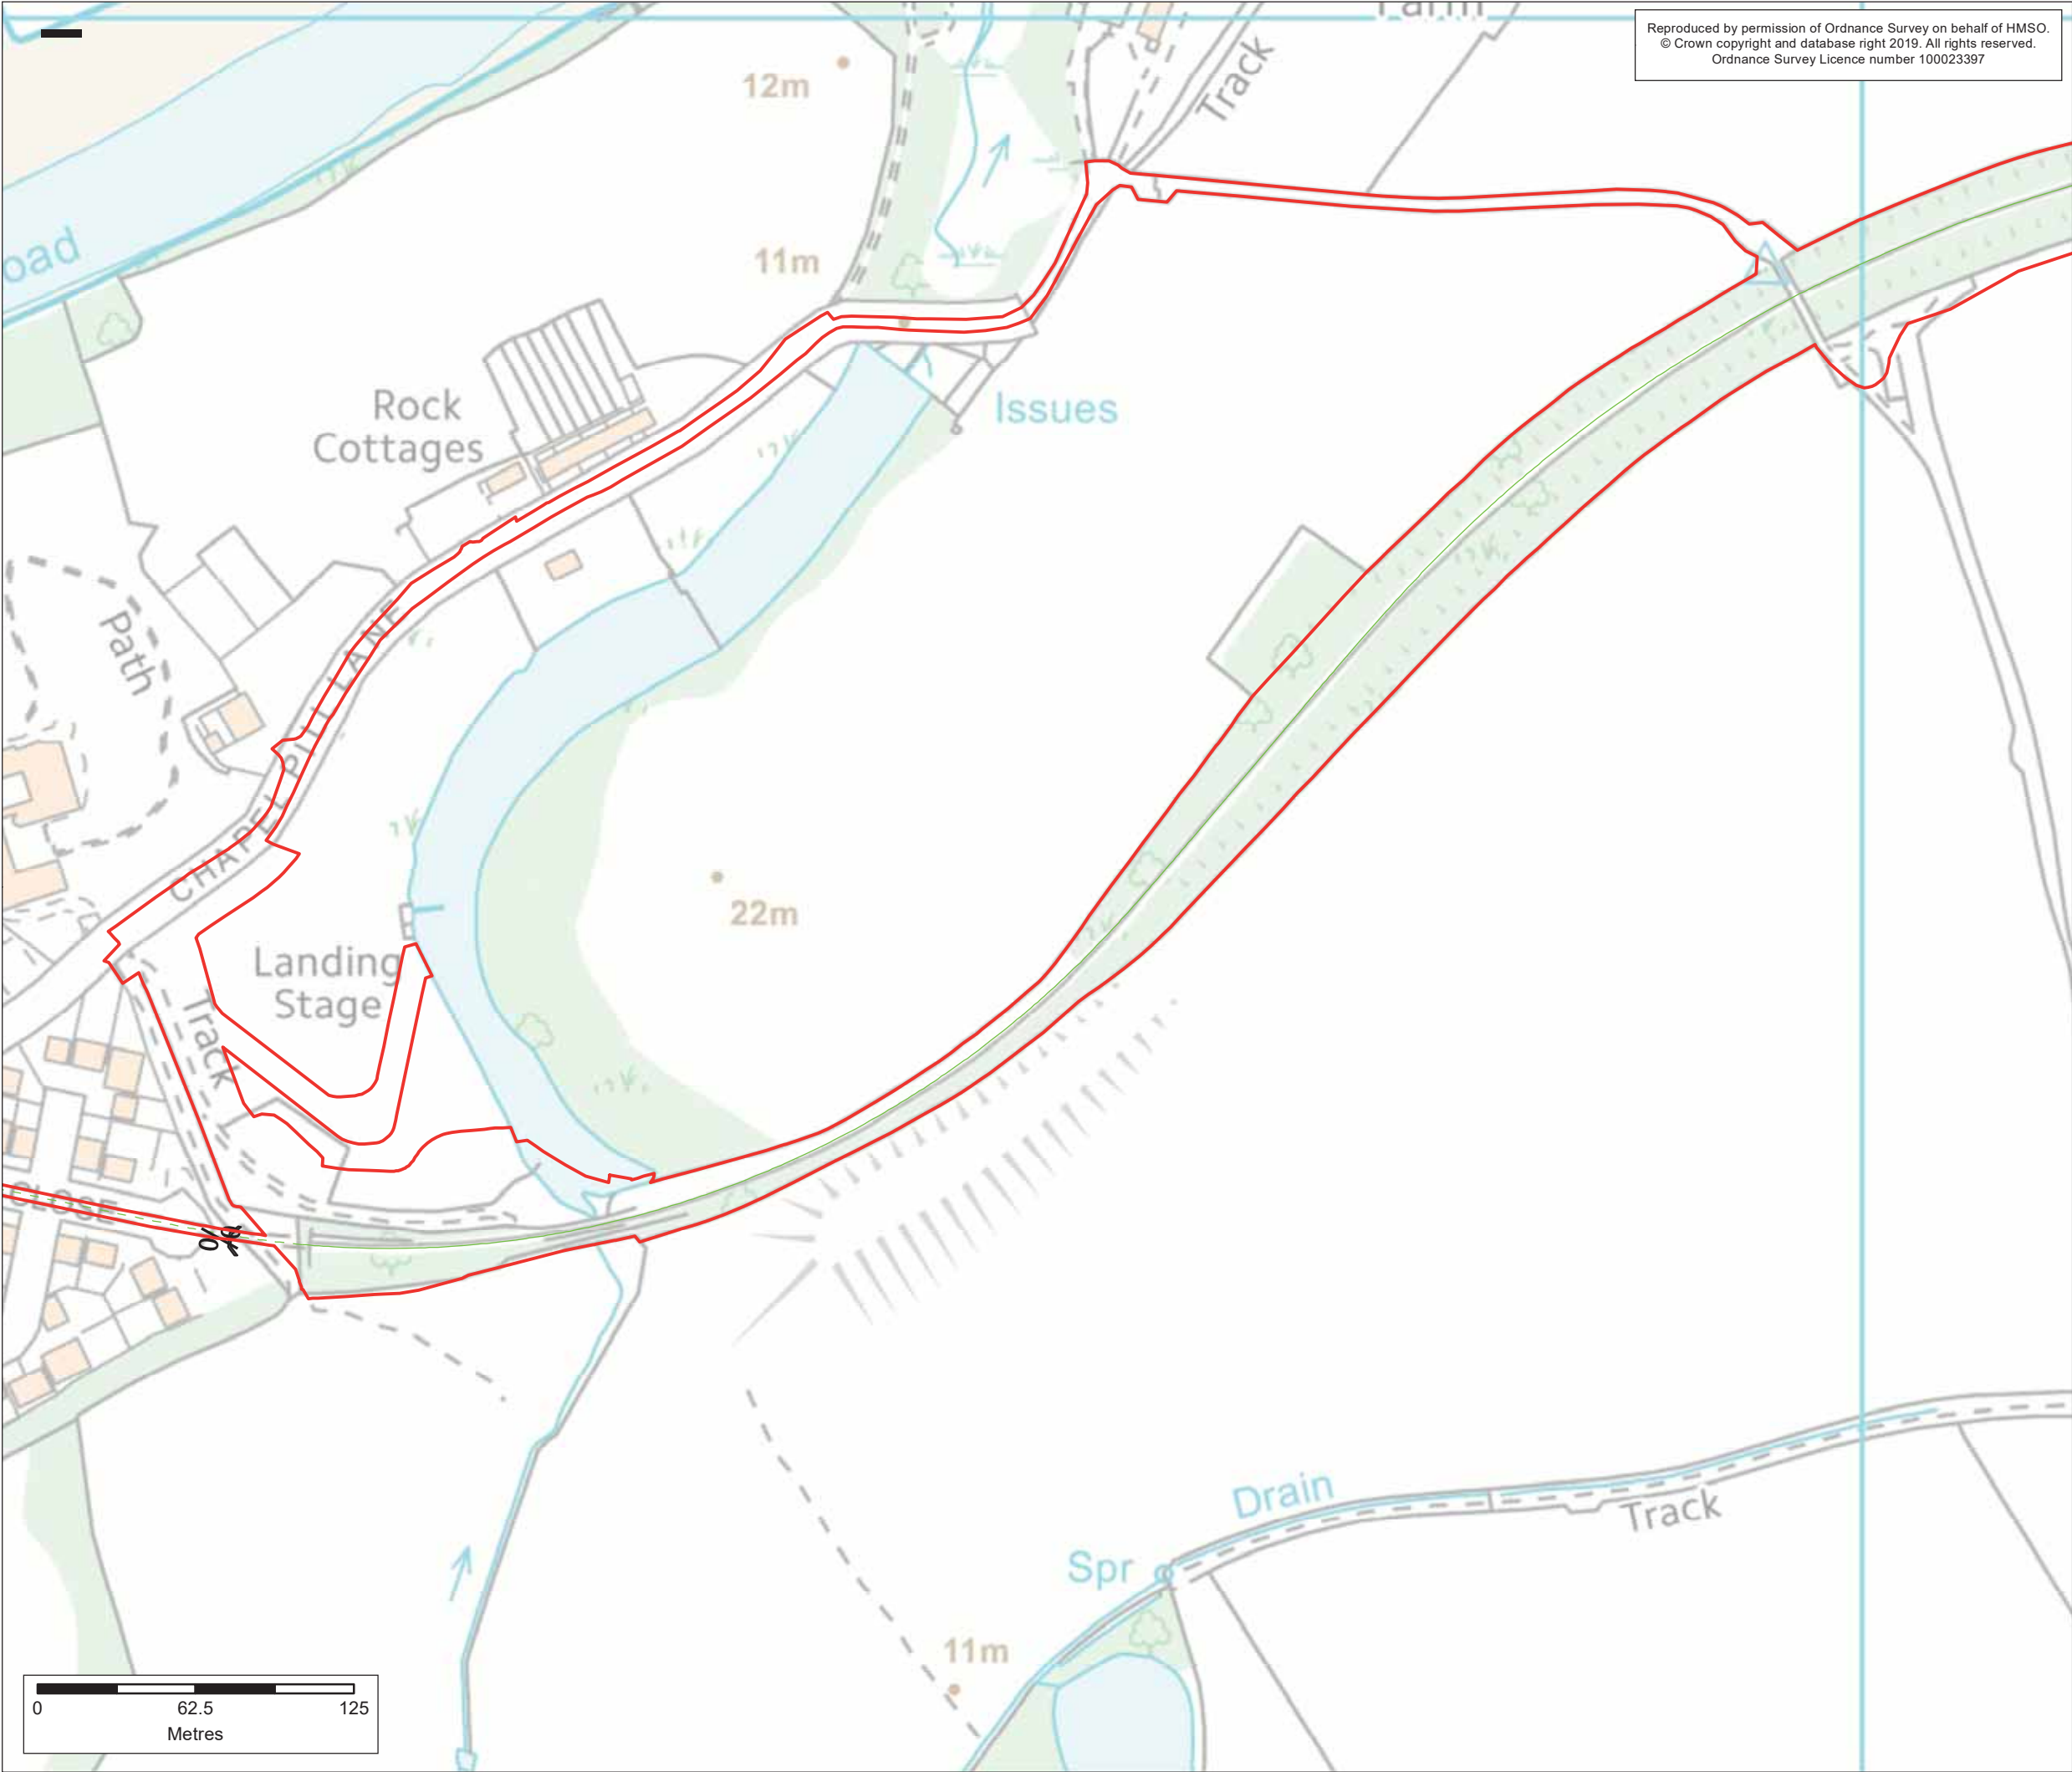 Reproduced by permission of Ordnance Survey on behalf of HMSO.
© Crown copyright and database right 2019. All rights reserved.
Ordnance Survey Licence number 100023397
Farm
12m
Track
oad
11m
Rock
Cottages
Issues
Path
CHAPEL PILL LANE
22m
Landing
Stage
Track
CLOSE
Drain
Track
Spr
11m
0 62.5 125
Metres